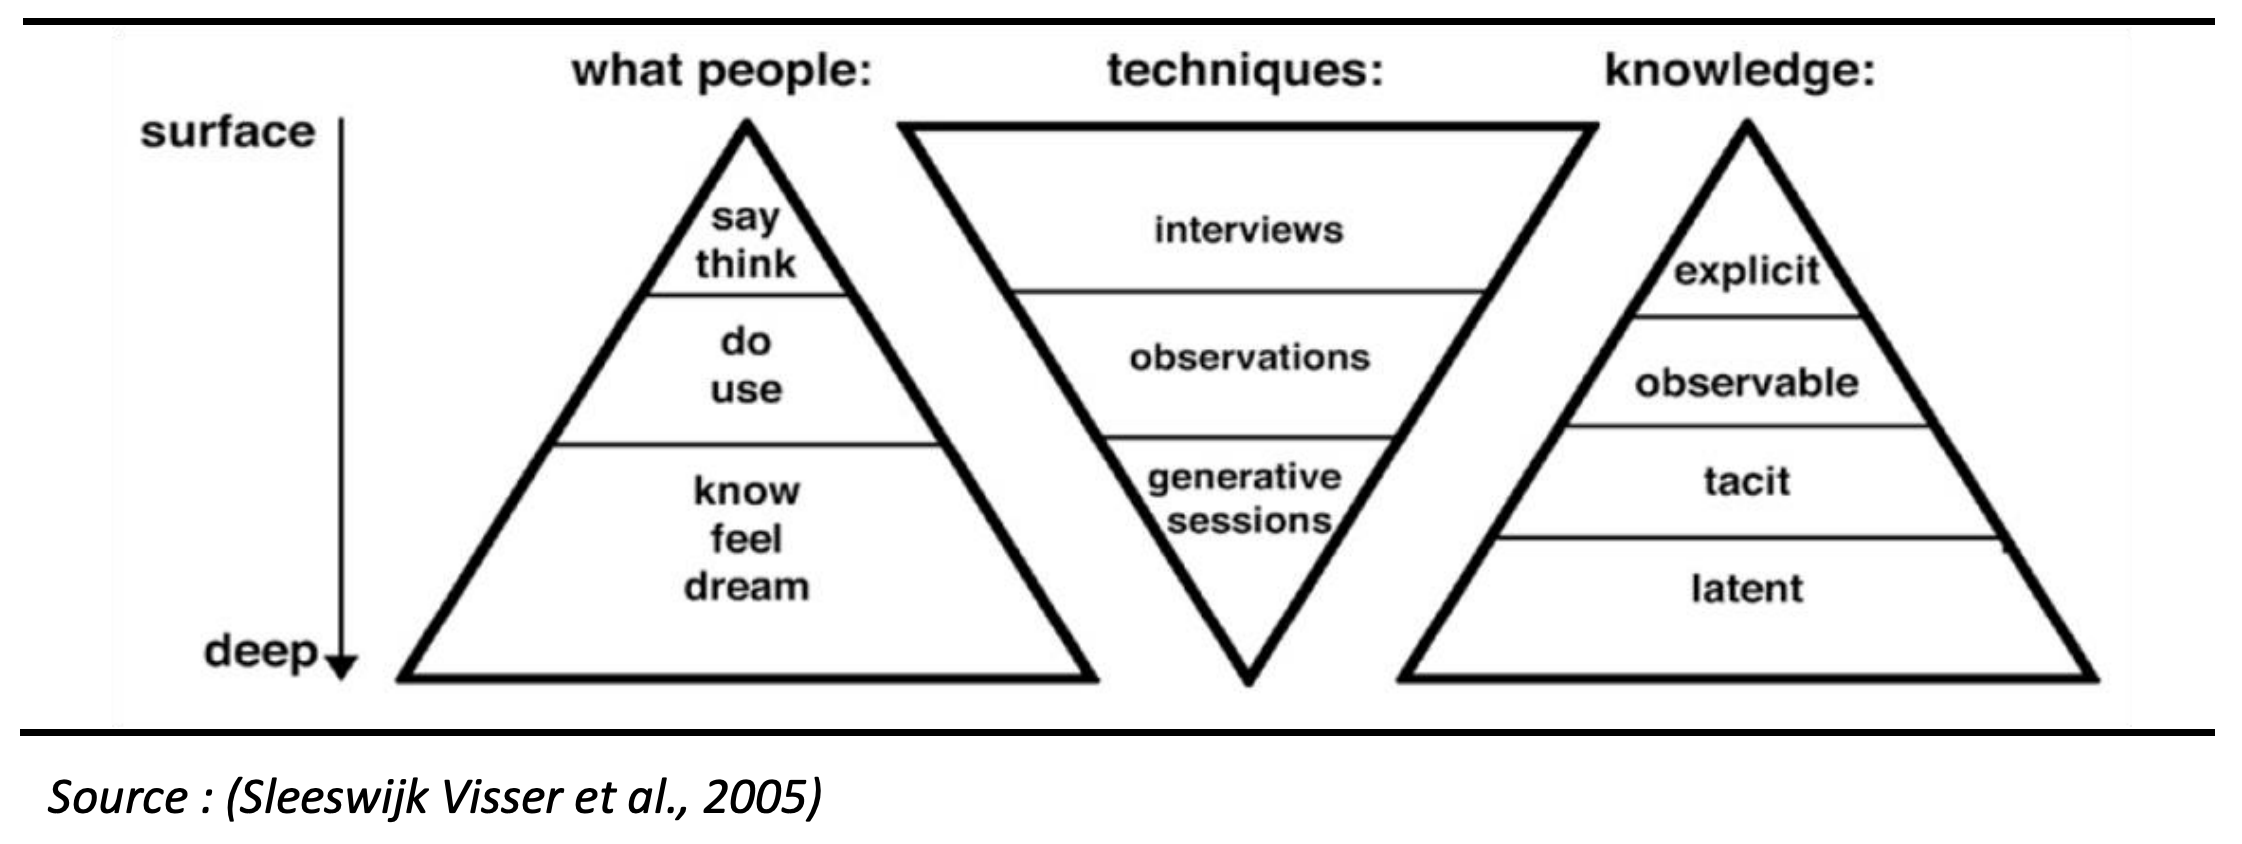 what people:
techniques:
knowledge:
surface
deep
say
think
do
use
know
feel
dream
interviews
observations
generative
sessions
explicit
observable
tacit
latent
Source : (Sleeswijk Visser et al., 2005)